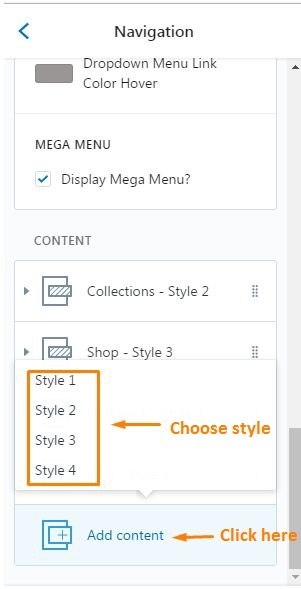 Navigation
Dropdown Menu Link
Color Hover
MEGA MENU
Display Mega Menu?
CONTENT
Collections - Style 2
Shop - Style 3
Style 1
Style 2
Style 3
Style 4
Choose style
Add content
Click here